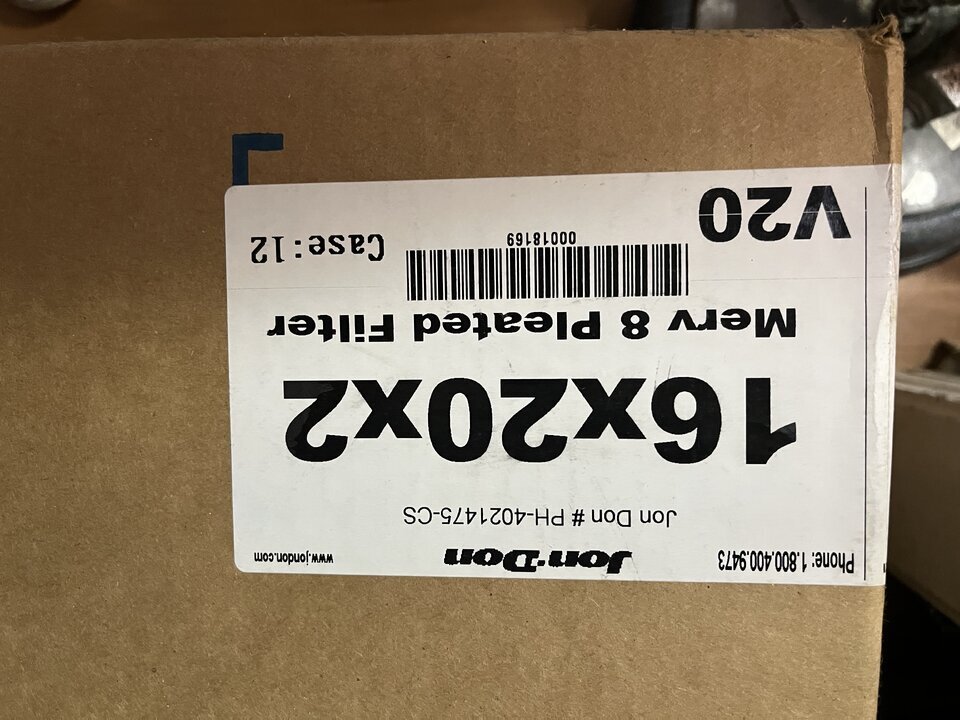 Phone: 1.800.400.9473 Jon-Don www.jondon.com
Jon Don # PH-4021475-CS
16x20x2
Merv 8 Pleated Filter
V20 00018169 Case:12